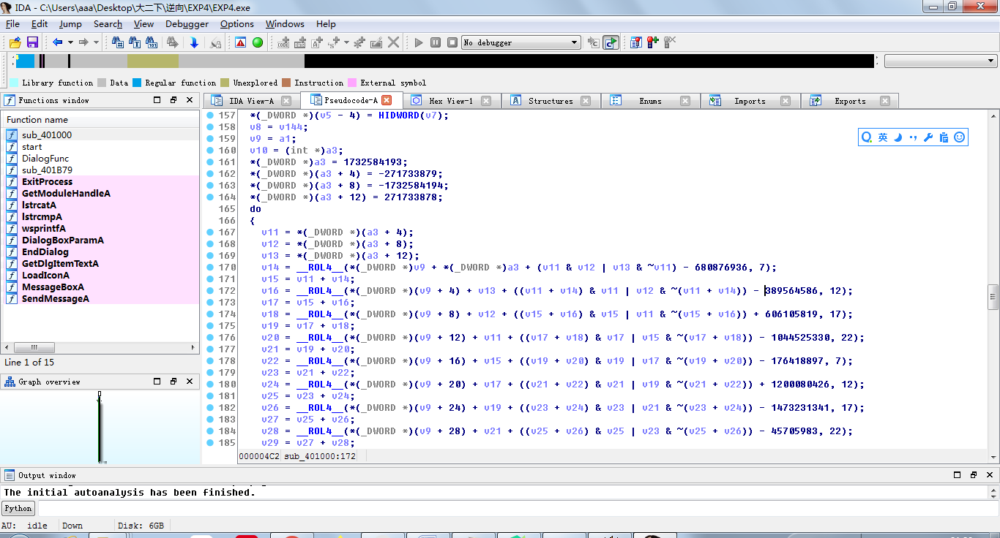 IDA - C:\Users\aaa\Desktop\大二下\逆向\EXP4\EXP4.exe
File Edit Jump Search View Debugger Options Windows Help
No debugger
Library function Data Regular function Unexplored Instruction External symbol
Functions window
IDA View-A Pseudocode-A Hex View-1 Structures Enums Imports Exports
Function name
sub_401000
start
DialogFunc
sub_401B79
ExitProcess
GetModuleHandleA
lstrcatA
lstrcmpA
wsprintfA
DialogBoxParamA
EndDialog
GetDlgItemTextA
LoadIconA
MessageBoxA
SendMessageA
Line 1 of 15
Graph overview
157 *(_DWORD *)(v5 - 4) = HIDWORD(v7);
158 v8 = v144;
159 v9 = a1;
160 v10 = (int *)a3;
161 *(_DWORD *)a3 = 1732584193;
162 *(_DWORD *)(a3 + 4) = -271733879;
163 *(_DWORD *)(a3 + 8) = -1732584194;
164 *(_DWORD *)(a3 + 12) = 271733878;
165 do
166 {
167 v11 = *(_DWORD *)(a3 + 4);
168 v12 = *(_DWORD *)(a3 + 8);
169 v13 = *(_DWORD *)(a3 + 12);
170 v14 = __ROL4__(*(_DWORD *)v9 + *(_DWORD *)a3 + (v11 & v12 | v13 & ~v11) - 680876936, 7);
171 v15 = v11 + v14;
172 v16 = __ROL4__(*(_DWORD *)(v9 + 4) + v13 + ((v11 + v14) & v11 | v12 & ~(v11 + v14)) - 389564586, 12);
173 v17 = v15 + v16;
174 v18 = __ROL4__(*(_DWORD *)(v9 + 8) + v12 + ((v15 + v16) & v15 | v11 & ~(v15 + v16)) + 606105819, 17);
175 v19 = v17 + v18;
176 v20 = __ROL4__(*(_DWORD *)(v9 + 12) + v11 + ((v17 + v18) & v17 | v15 & ~(v17 + v18)) - 1044525330, 22);
177 v21 = v19 + v20;
178 v22 = __ROL4__(*(_DWORD *)(v9 + 16) + v15 + ((v19 + v20) & v19 | v17 & ~(v19 + v20)) - 176418897, 7);
179 v23 = v21 + v22;
180 v24 = __ROL4__(*(_DWORD *)(v9 + 20) + v17 + ((v21 + v22) & v21 | v19 & ~(v21 + v22)) + 1200080426, 12);
181 v25 = v23 + v24;
182 v26 = __ROL4__(*(_DWORD *)(v9 + 24) + v19 + ((v23 + v24) & v23 | v21 & ~(v23 + v24)) - 1473231341, 17);
183 v27 = v25 + v26;
184 v28 = __ROL4__(*(_DWORD *)(v9 + 28) + v21 + ((v25 + v26) & v25 | v23 & ~(v25 + v26)) - 45705983, 22);
185 v29 = v27 + v28;
000004C2 sub_401000:172
英
Output window
The initial autoanalysis has been finished.
Python
AU: idle Down Disk: 6GB